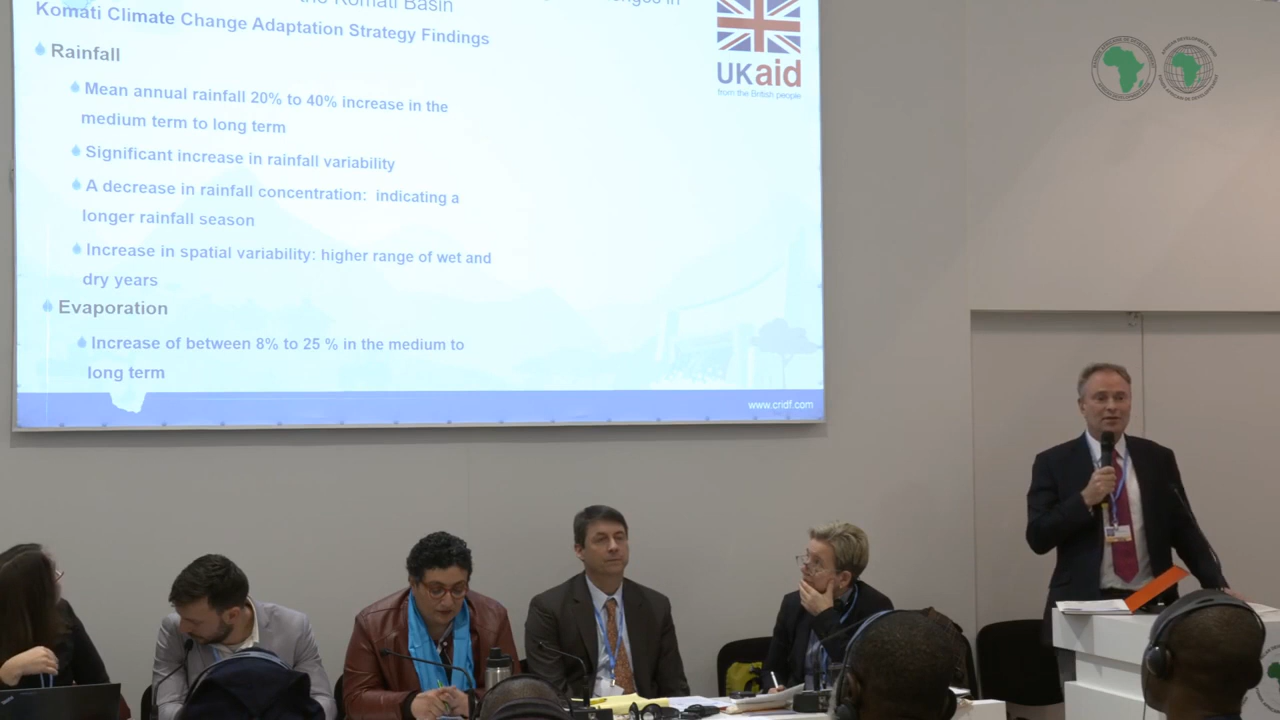 the Komati Basin
Komati Climate Change Adaptation Strategy Findings
Rainfall
Mean annual rainfall 20% to 40% increase in the
medium term to long term
Significant increase in rainfall variability
A decrease in rainfall concentration: indicating a
longer rainfall season
Increase in spatial variability: higher range of wet and
dry years
Evaporation
Increase of between 8% to 25 % in the medium to
long term
www.cridf.com
UKaid
from the British people